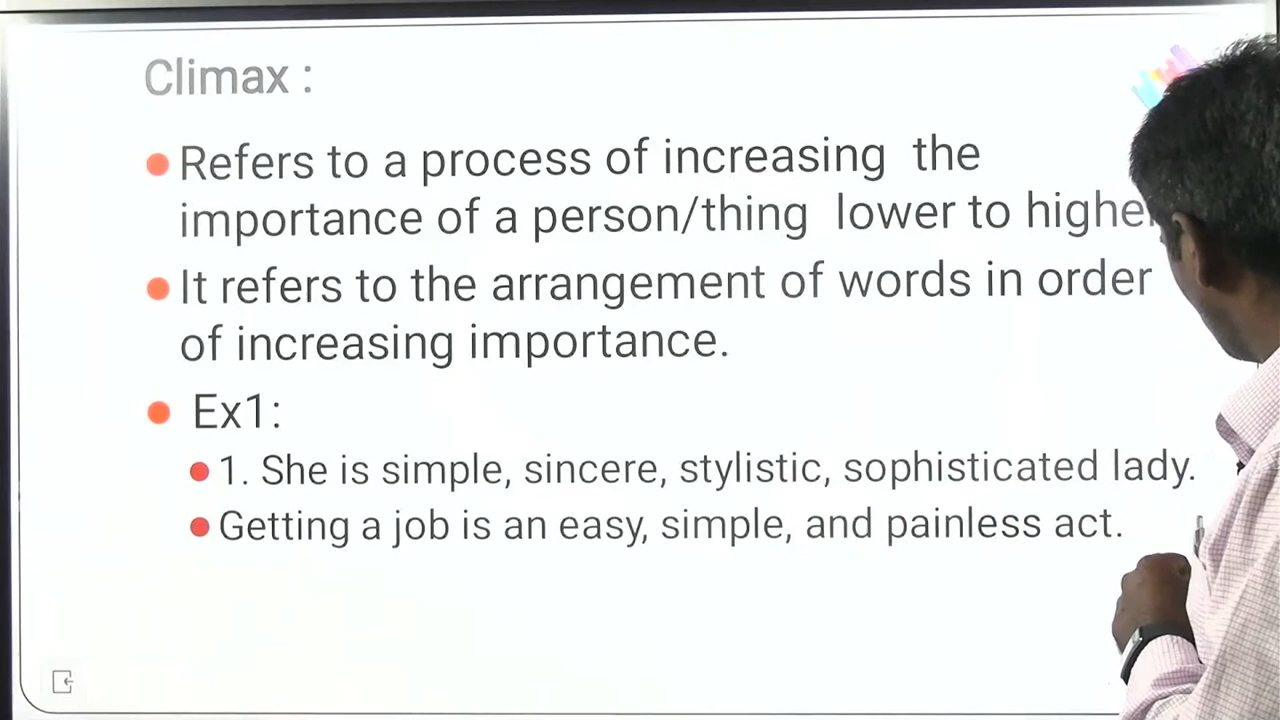 Climax :
Refers to a process of increasing the
importance of a person/thing lower to higher
It refers to the arrangement of words in order
of increasing importance.
Ex1:
1. She is simple, sincere, stylistic, sophisticated lady.
Getting a job is an easy, simple, and painless act.